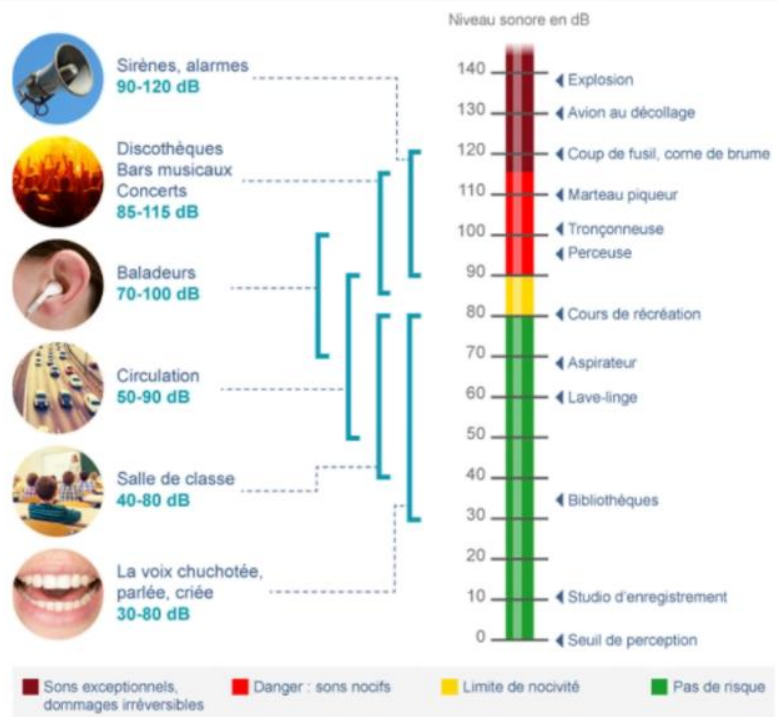 Niveau sonore en dB
Sirènes, alarmes
90-120 dB
Discothèques
Bars musicaux
Concerts
85-115 dB
Baladeurs
70-100 dB
Circulation
50-90 dB
Salle de classe
40-80 dB
La voix chuchotée,
parlée, criée
30-80 dB
140
130
120
110
100
90
80
70
60
50
40
30
20
10
0
Explosion
Avion au décollage
Coup de fusil, corne de brume
Marteau piqueur
Tronçonneuse
Perceuse
Cours de récréation
Aspirateur
Lave-linge
Bibliothèques
Studio d'enregistrement
Seuil de perception
Sons exceptionnels,
dommages irréversibles
Danger : sons nocifs
Limite de nocivité
Pas de risque